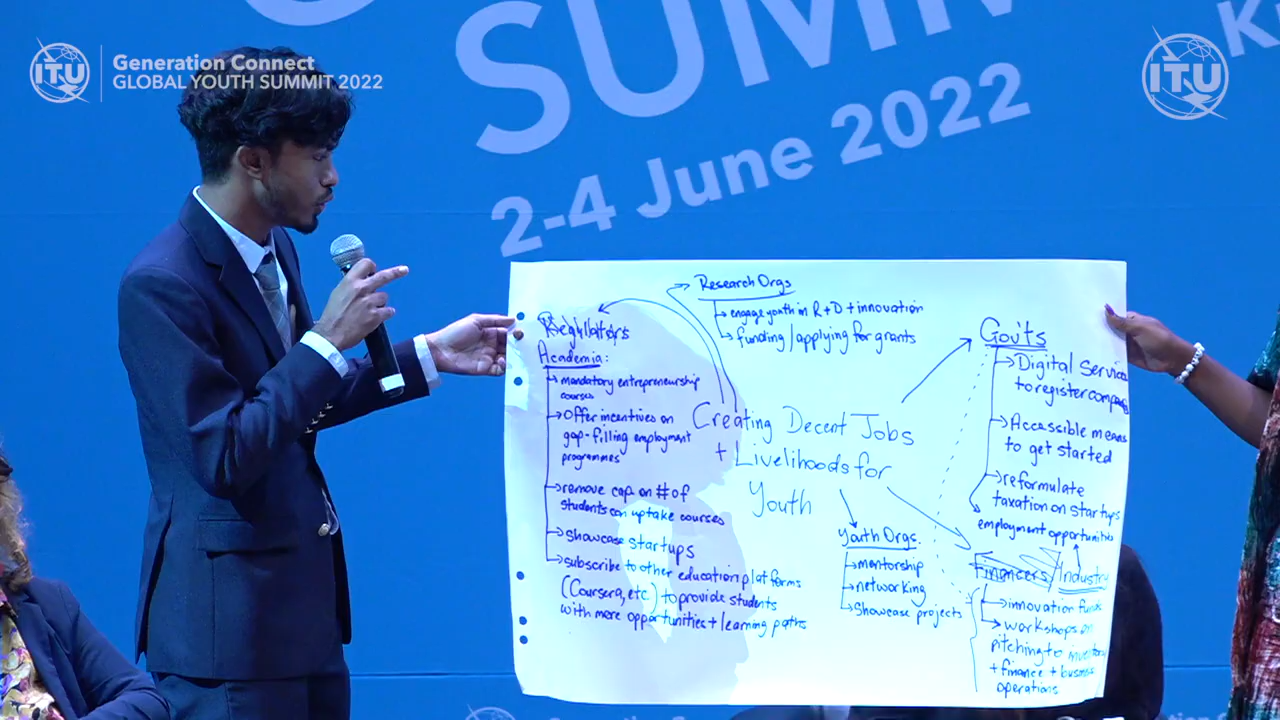 ITU
Generation Connect
GLOBAL YOUTH SUMMIT 2022
SUMM
2-4 June 2022
ITU
Research Orgs
engage youth in R + D + innovation
funding/applying for grants
Regulators
Academia:
mandatory entrepreneurship
courses
Offer incentives on
gap-filling employment
programmes
remove cap on # of
students can uptake courses
showcase startups
subscribe to other education platforms
(Coursera, etc.) to provide students
with more opportunities + learning paths
Creating Decent Jobs
+ Livelihoods for
Youth
Youth Orgs.
mentorship
networking
Showcase projects
Gov'ts
Digital Services
to register
Accessible means
to get started
reformulate
taxation on startups
employment opportunities
Financers Industry
innovation
workshops on
pitching to
+ finance + business
operations
Generation Connect